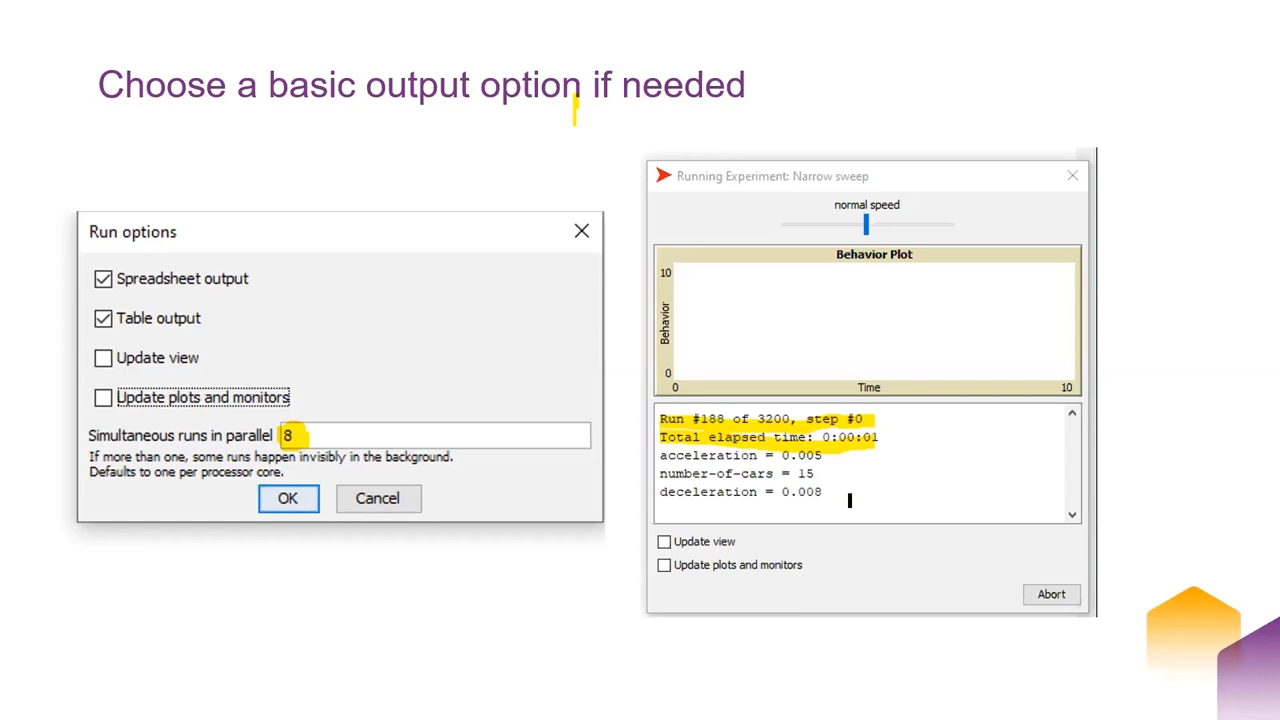 Choose a basic output option if needed
Run options
Spreadsheet output
Table output
Update view
Update plots and monitors
Simultaneous runs in parallel 8
If more than one, some runs happen invisibly in the background.
Defaults to one per processor core.
OK Cancel
Running Experiment: Narrow sweep
normal speed
Behavior Plot
10
Behavior
0
0 Time 10
Run #188 of 3200, step #0
Total elapsed time: 0:00:01
acceleration = 0.005
number-of-cars = 15
deceleration = 0.008
Update view
Update plots and monitors
Abort